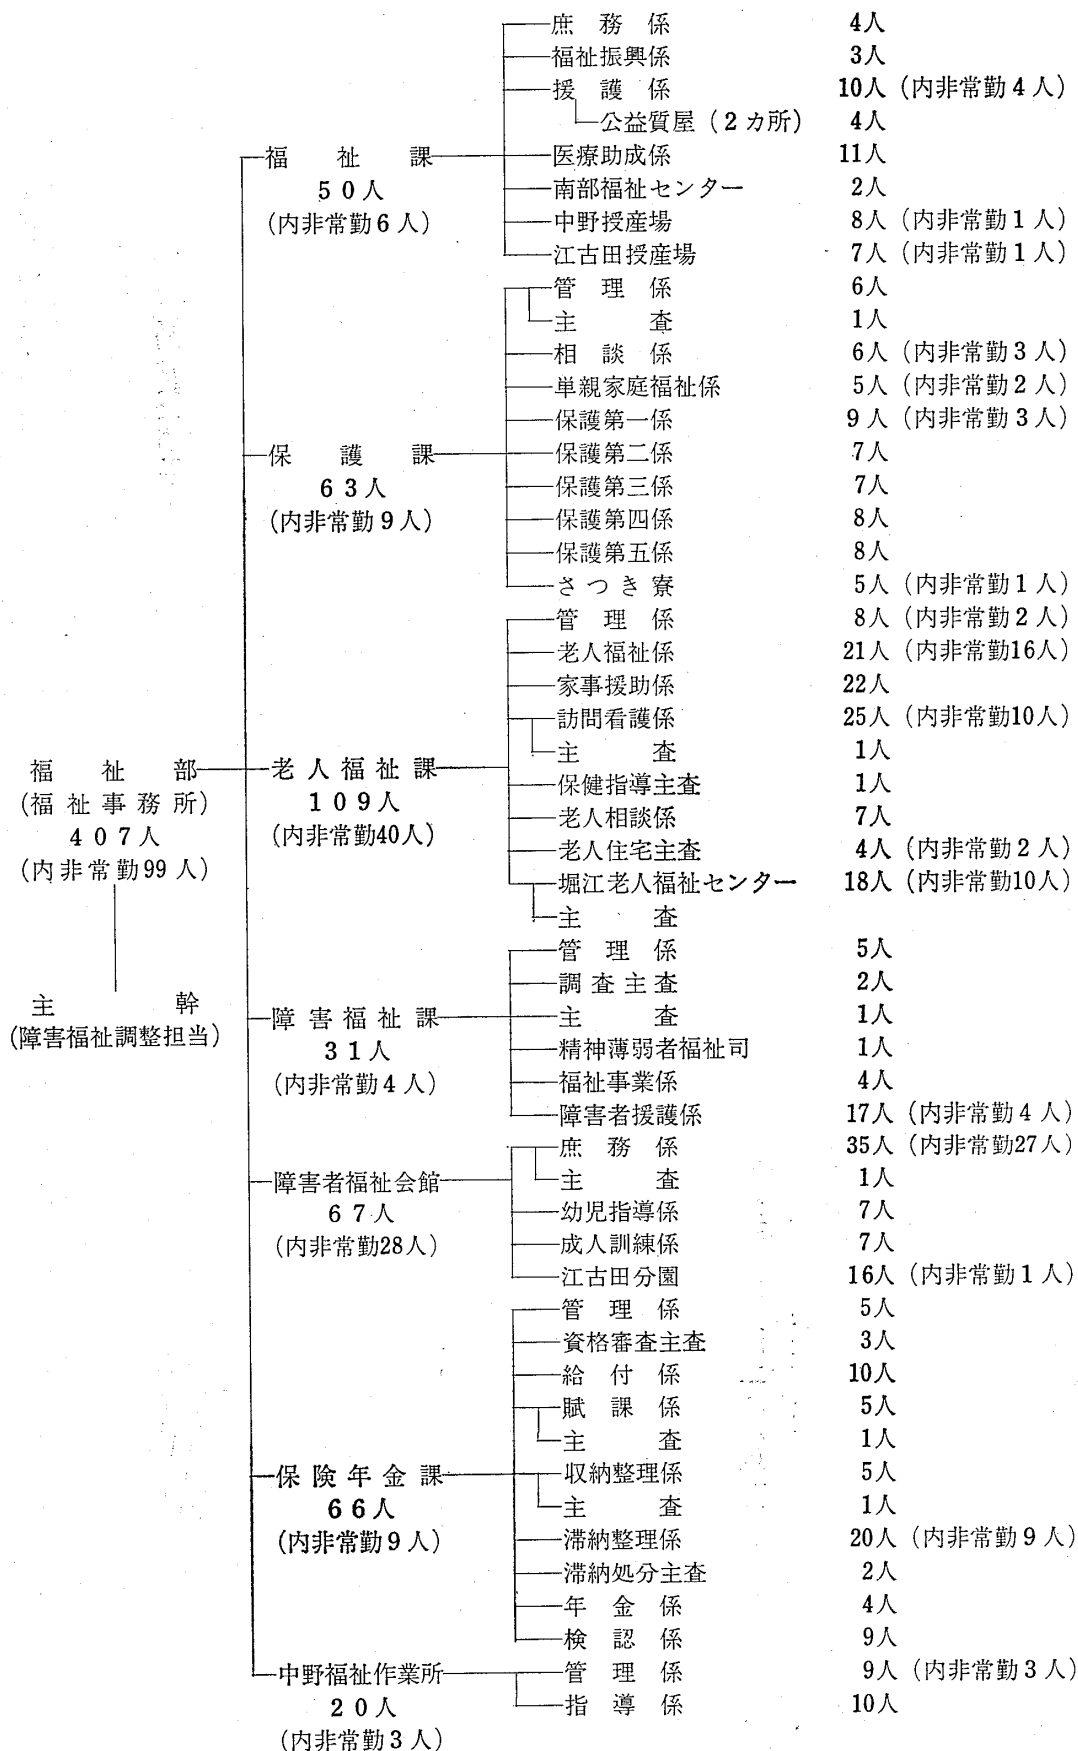 庶務係 4人
福祉振興係 3人
援護係 10人（内非常勤4人）
公益質屋（2カ所） 4人
福祉課 医療助成係 11人
50人 南部福祉センター 2人
（内非常勤6人） 中野授産場 8人（内非常勤1人）
江古田授産場 7人（内非常勤1人）
管理係 6人
主査 1人
相談係 6人（内非常勤3人）
単親家庭福祉係 5人（内非常勤2人）
保護第一係 9人（内非常勤3人）
保護課 保護第二係 7人
63人 保護第三係 7人
（内非常勤9人） 保護第四係 8人
保護第五係 8人
さつき寮 5人（内非常勤1人）
管理係 8人（内非常勤2人）
老人福祉係 21人（内非常勤16人）
家事援助係 22人
訪問看護係 25人（内非常勤10人）
主査 1人
福祉部 老人福祉課 保健指導主査 1人
（福祉事務所） 109人 老人相談係 7人
407人 （内非常勤40人） 老人住宅主査 4人（内非常勤2人）
（内非常勤99人） 堀江老人福祉センター 18人（内非常勤10人）
主査
管理係 5人
調査主査 2人
主幹 障害福祉課 主査 1人
（障害福祉調整担当） 31人 精神薄弱者福祉司 1人
（内非常勤4人） 福祉事業係 4人
障害者援護係 17人（内非常勤4人）
庶務係 35人（内非常勤27人）
障害者福祉会館 主査 1人
67人 幼児指導係 7人
（内非常勤28人） 成人訓練係 7人
江古田分園 16人（内非常勤1人）
管理係 5人
資格審査主査 3人
給付係 10人
賦課係 5人
主査 1人
保険年金課 収納整理係 5人
66人 主査 1人
（内非常勤9人） 滞納整理係 20人（内非常勤9人）
滞納処分主査 2人
年金係 4人
検認係 9人
中野福祉作業所 管理係 9人（内非常勤3人）
20人 指導係 10人
（内非常勤3人）